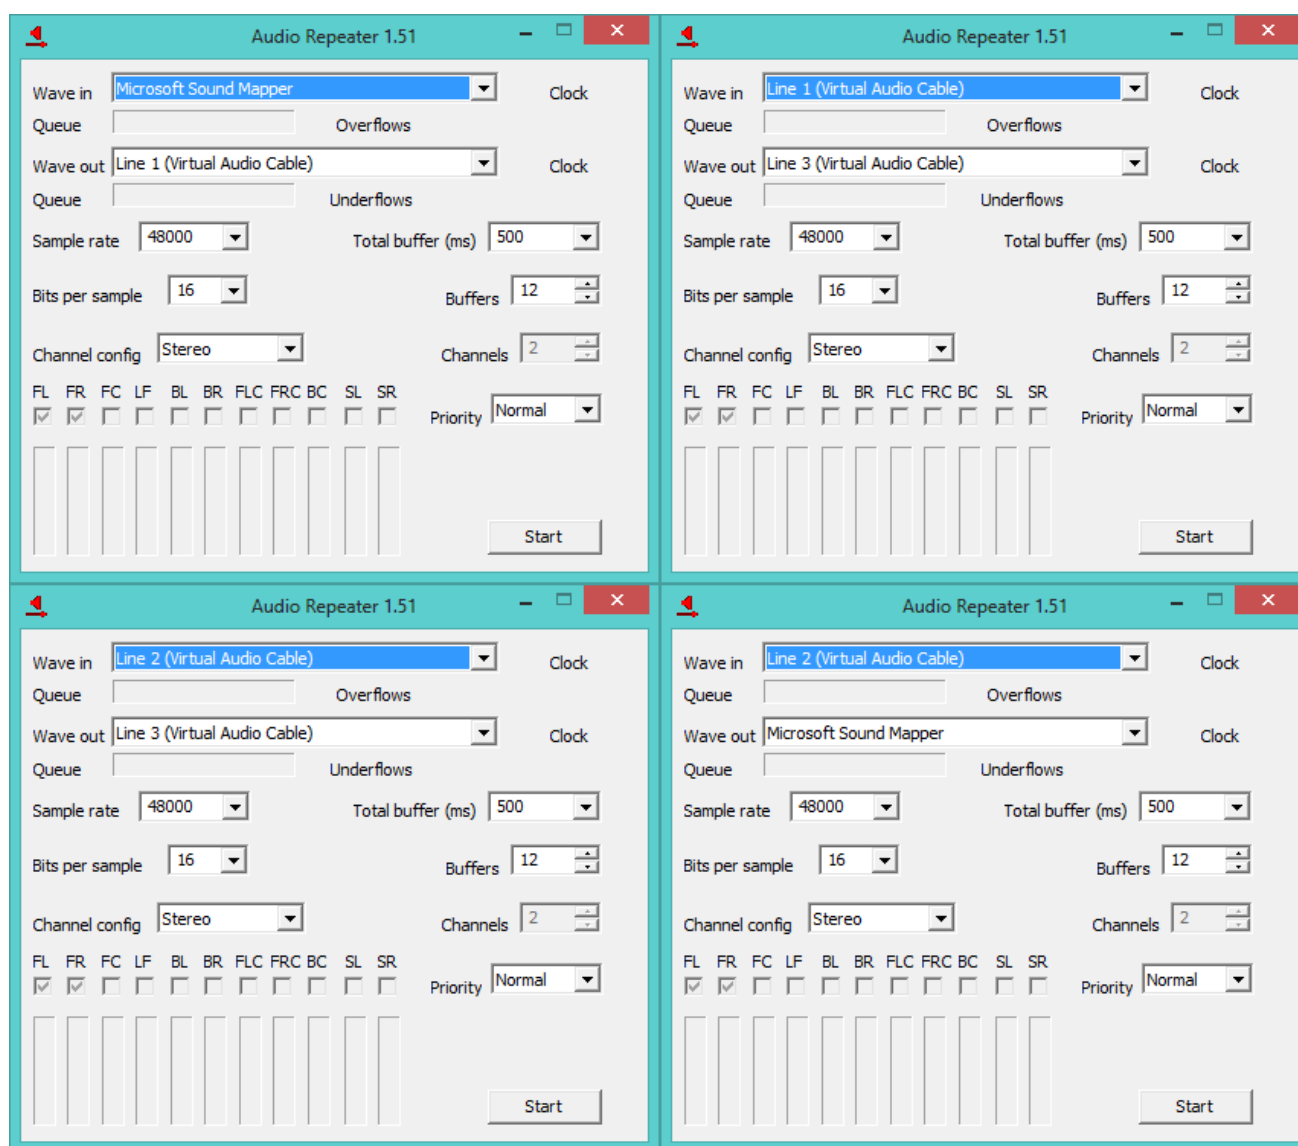 Audio Repeater 1.51
Wave in Microsoft Sound Mapper Clock
Queue Overflows
Wave out Line 1 (Virtual Audio Cable) Clock
Queue Underflows
Sample rate 48000 Total buffer (ms) 500
Bits per sample 16 Buffers 12
Channel config Stereo Channels 2
FL FR FC LF BL BR FLC FRC BC SL SR
Priority Normal
Start
Audio Repeater 1.51
Wave in Line 1 (Virtual Audio Cable) Clock
Queue Overflows
Wave out Line 3 (Virtual Audio Cable) Clock
Queue Underflows
Sample rate 48000 Total buffer (ms) 500
Bits per sample 16 Buffers 12
Channel config Stereo Channels 2
FL FR FC LF BL BR FLC FRC BC SL SR
Priority Normal
Start
Audio Repeater 1.51
Wave in Line 2 (Virtual Audio Cable) Clock
Queue Overflows
Wave out Line 3 (Virtual Audio Cable) Clock
Queue Underflows
Sample rate 48000 Total buffer (ms) 500
Bits per sample 16 Buffers 12
Channel config Stereo Channels 2
FL FR FC LF BL BR FLC FRC BC SL SR
Priority Normal
Start
Audio Repeater 1.51
Wave in Line 2 (Virtual Audio Cable) Clock
Queue Overflows
Wave out Microsoft Sound Mapper Clock
Queue Underflows
Sample rate 48000 Total buffer (ms) 500
Bits per sample 16 Buffers 12
Channel config Stereo Channels 2
FL FR FC LF BL BR FLC FRC BC SL SR
Priority Normal
Start